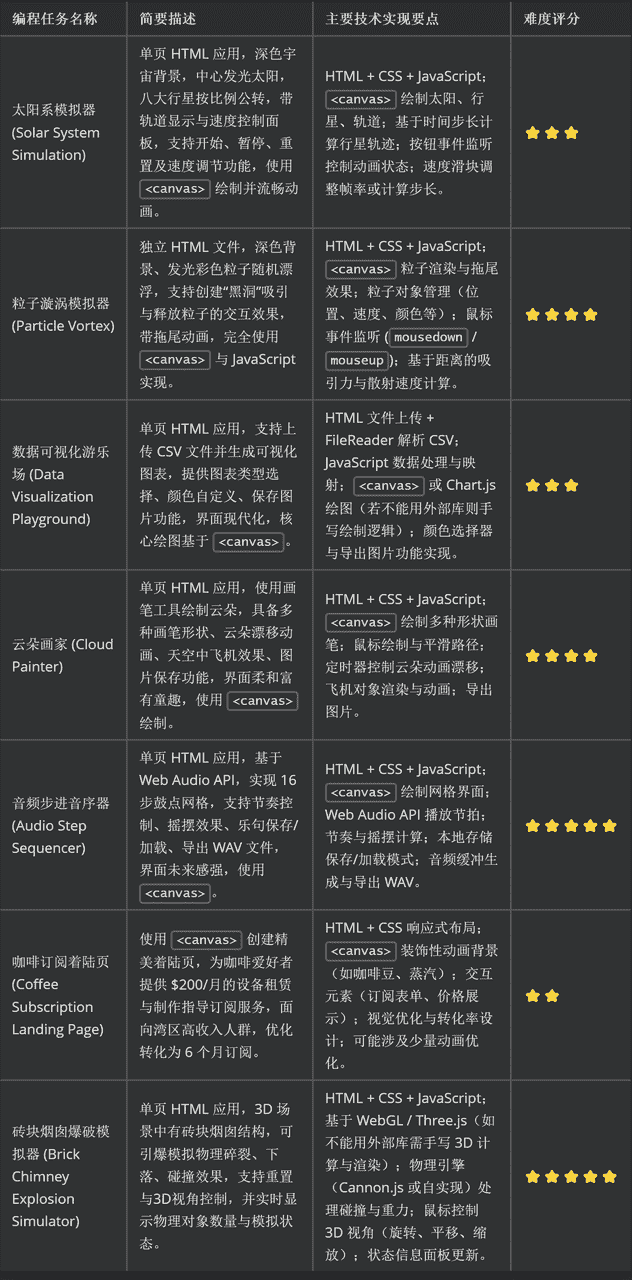 编程任务名称
简要描述
主要技术实现要点
难度评分
太阳系模拟器
(Solar System
Simulation)
单页 HTML 应用，深色宇
宙背景，中心发光太阳，
八大行星按比例公转，带
轨道显示与速度控制面
板，支持开始、暂停、重
置及速度调节功能，使用
<canvas> 绘制并流畅动
画。
HTML + CSS + JavaScript；
<canvas> 绘制太阳、行
星、轨道；基于时间步长计
算行星轨迹；按钮事件监听
控制动画状态；速度滑块调
整帧率或计算步长。
粒子漩涡模拟器
(Particle Vortex)
独立 HTML 文件，深色背
景、发光彩色粒子随机漂
浮，支持创建“黑洞”吸引
与释放粒子的交互效果，
带拖尾动画，完全使用
<canvas> 与 JavaScript
实现。
HTML + CSS + JavaScript；
<canvas> 粒子渲染与拖尾
效果；粒子对象管理（位
置、速度、颜色等）；鼠标
事件监听 (mousedown /
mouseup)；基于距离的吸
引力与散射速度计算。
数据可视化游乐
场 (Data
Visualization
Playground)
单页 HTML 应用，支持上
传 CSV 文件并生成可视化
图表，提供图表类型选
择、颜色自定义、保存图
片功能，界面现代化，核
心绘图基于 <canvas>。
HTML 文件上传 +
FileReader 解析 CSV；
JavaScript 数据处理与映
射；<canvas> 或 Chart.js
绘图（若不能用外部库则手
写绘制逻辑）；颜色选择器
与导出图片功能实现。
云朵画家 (Cloud
Painter)
单页 HTML 应用，使用画
笔工具绘制云朵，具备多
种画笔形状、云朵漂移动
画、天空中飞机效果、图
片保存功能，界面柔和富
有童趣，使用 <canvas>
绘制。
HTML + CSS + JavaScript；
<canvas> 绘制多种形状画
笔；鼠标绘制与平滑路径；
定时器控制云朵动画漂移；
飞机对象渲染与动画；导出
图片。
音频步进音序器
(Audio Step
Sequencer)
单页 HTML 应用，基于
Web Audio API，实现 16
步鼓点网格，支持节奏控
制、摇摆效果、乐句保存/
加载、导出 WAV 文件，
界面未来感强，使用
<canvas>。
HTML + CSS + JavaScript；
<canvas> 绘制网格界面；
Web Audio API 播放节拍；
节奏与摇摆计算；本地存储
保存/加载模式；音频缓冲生
成与导出 WAV。
咖啡订阅着陆页
(Coffee
Subscription
Landing Page)
使用 <canvas> 创建精
美着陆页，为咖啡爱好者
提供 $200/月的设备租赁
与制作指导订阅服务，面
向湾区高收入人群，优化
转化为 6 个月订阅。
HTML + CSS 响应式布局；
<canvas> 装饰性动画背景
（如咖啡豆、蒸汽）；交互
元素（订阅表单、价格展
示）；视觉优化与转化率设
计；可能涉及少量动画优
化。
砖块烟囱爆破模
拟器 (Brick
Chimney
Explosion
Simulator)
单页 HTML 应用，3D 场
景中有砖块烟囱结构，可
引爆模拟物理碎裂、下
落、碰撞效果，支持重置
与3D视角控制，并实时显
示物理对象数量与模拟状
态。
HTML + CSS + JavaScript；
基于 WebGL / Three.js（如
不能用外部库需手写 3D 计
算与渲染）；物理引擎
（Cannon.js 或自实现）处
理碰撞与重力；鼠标控制
3D 视角（旋转、平移、缩
放）；状态信息面板更新。